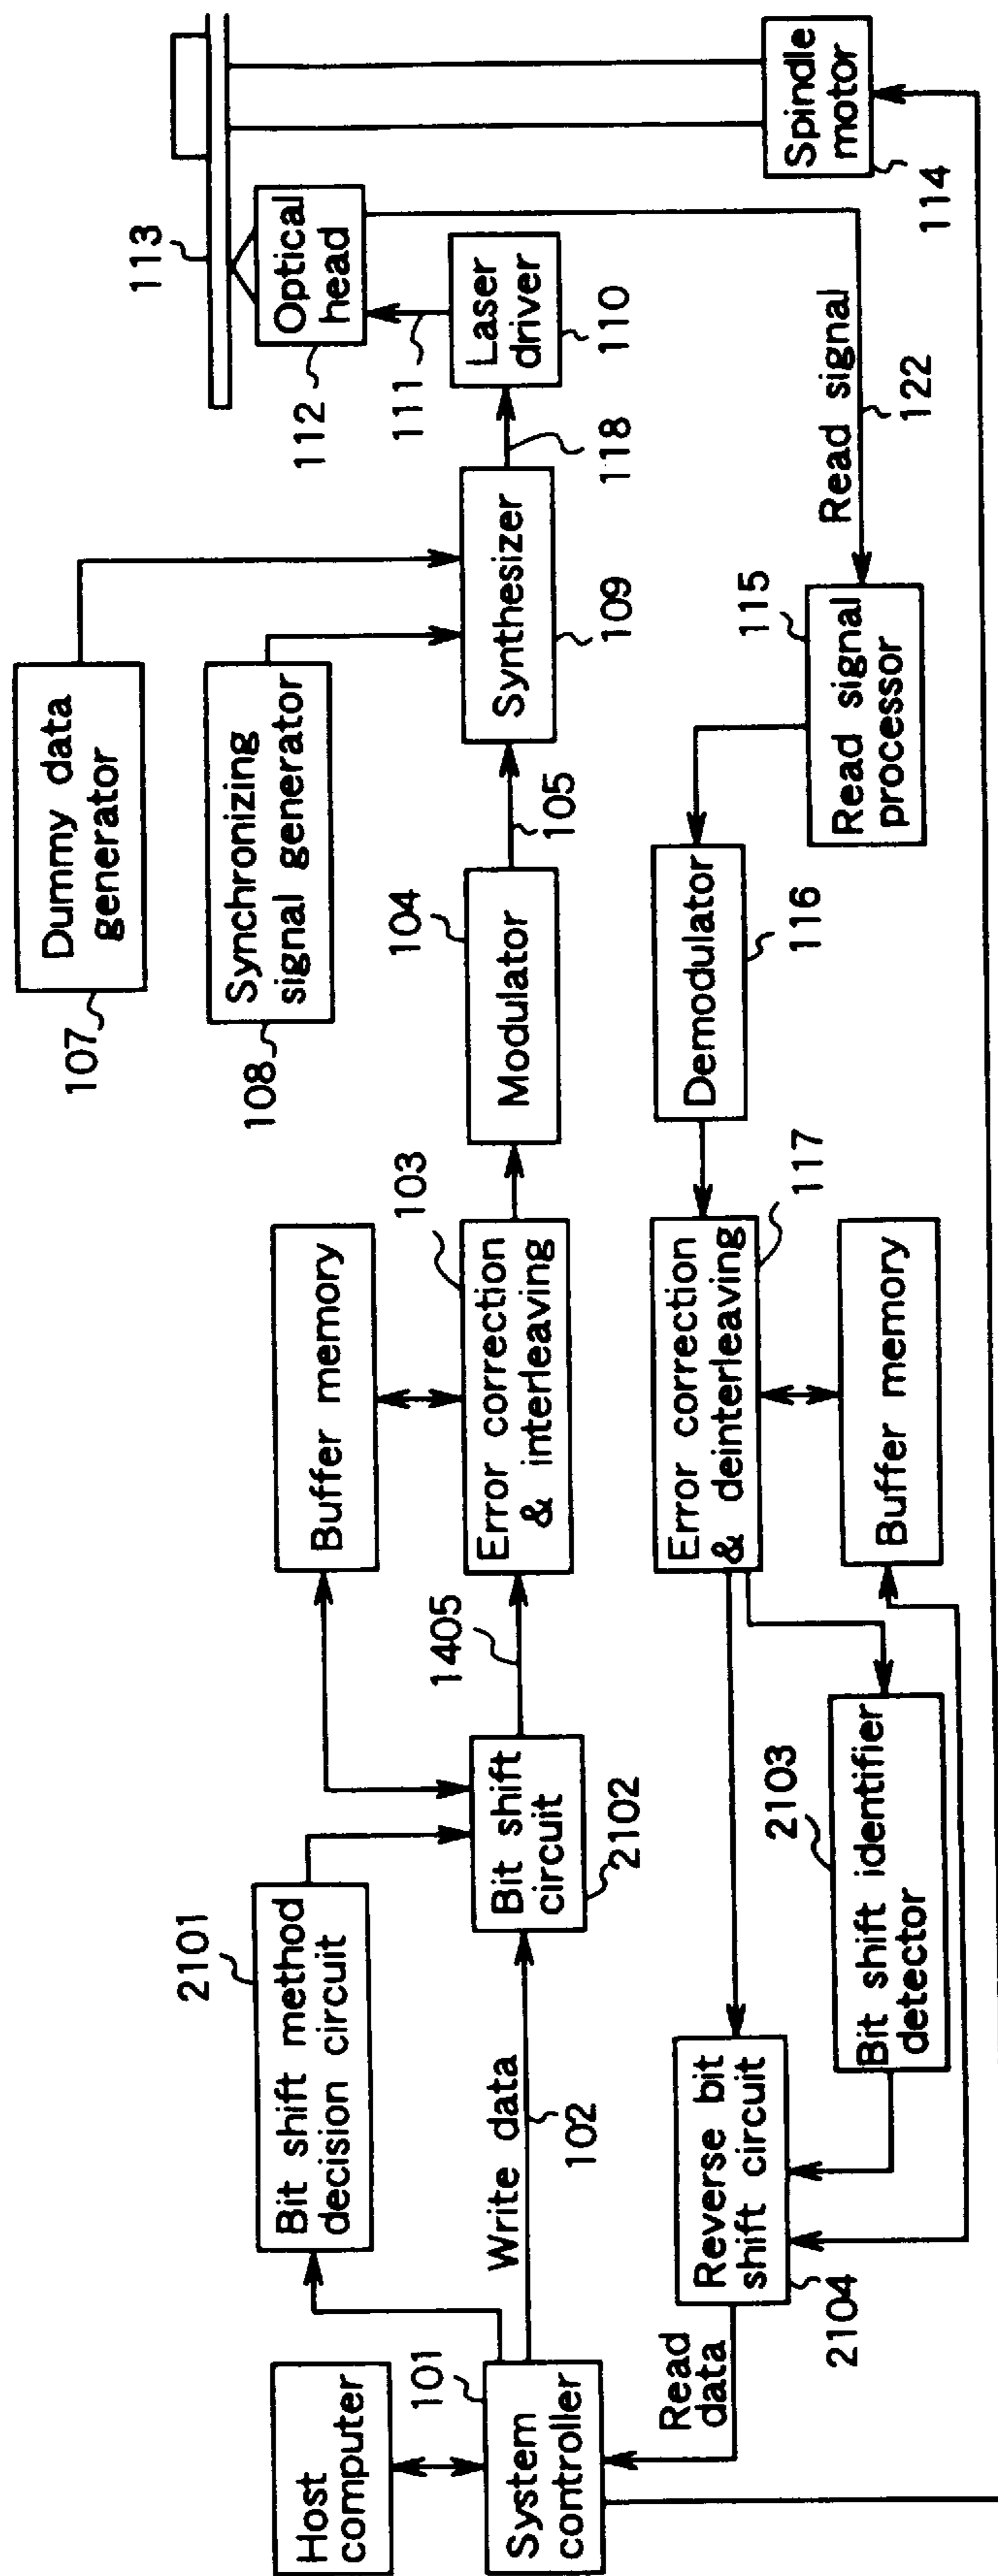 Host
computer
101
System
controller
2101
Bit shift method
decision circuit
Write data
102
Bit shift
circuit
2102
1405
Buffer memory
103
Error correction
& interleaving
104
Modulator
105
107
Dummy data
generator
108
Synchronizing
signal generator
Synthesizer
109
118
Laser
driver
110
111
112
Optical
head
113
Spindle
motor
114
Read signal
122
115
Read signal
processor
Demodulator
116
Error correction
& deinterleaving
117
Buffer memory
2103
Bit shift identifier
detector
Reverse bit
shift circuit
2104
Read
data